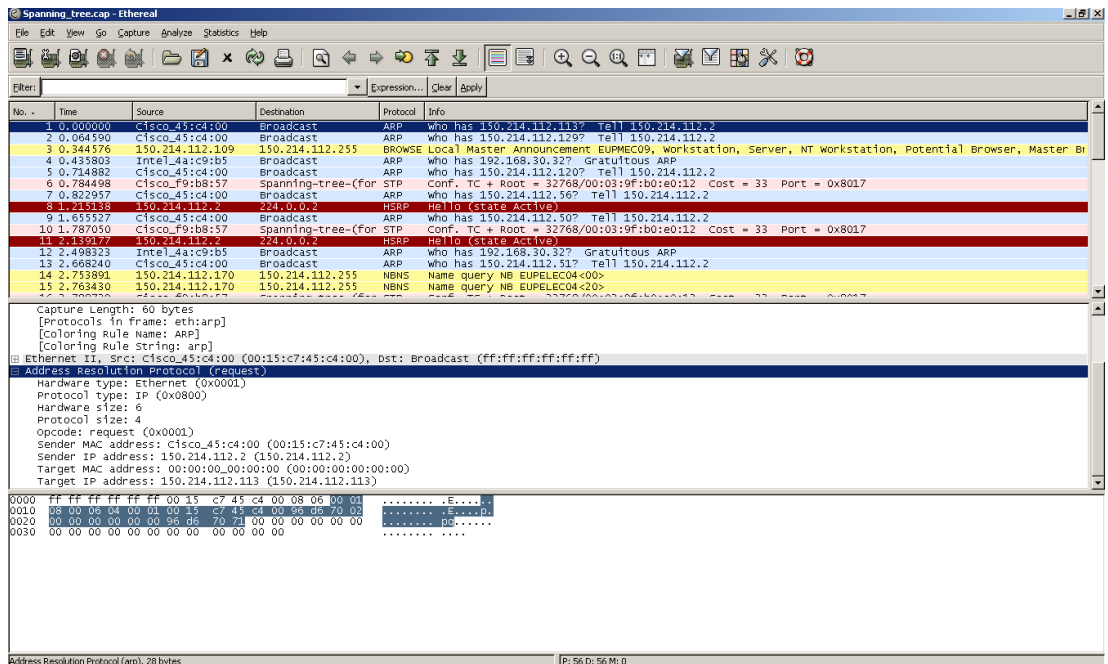 Spanning_tree.cap - Ethereal
File Edit View Go Capture Analyze Statistics Help
Filter: Expression... Clear Apply
No. - Time Source Destination Protocol Info
1 0.000000 Cisco_45:c4:00 Broadcast ARP Who has 150.214.112.113? Tell 150.214.112.2
2 0.064590 Cisco_45:c4:00 Broadcast ARP Who has 150.214.112.129? Tell 150.214.112.2
3 0.344576 150.214.112.109 150.214.112.255 BROWSE Local Master Announcement EUPMEC09, Workstation, Server, NT Workstation, Potential Browser, Master Br
4 0.435803 Intel_4a:c9:b5 Broadcast ARP Who has 192.168.30.32? Gratuitous ARP
5 0.714882 Cisco_45:c4:00 Broadcast ARP Who has 150.214.112.120? Tell 150.214.112.2
6 0.784498 Cisco_f9:b8:57 Spanning-tree-(for STP Conf. TC + Root = 32768/00:03:9f:b0:e0:12 Cost = 33 Port = 0x8017
7 0.822957 Cisco_45:c4:00 Broadcast ARP Who has 150.214.112.56? Tell 150.214.112.2
8 1.215138 150.214.112.2 224.0.0.2 HSRP Hello (state Active)
9 1.655527 Cisco_45:c4:00 Broadcast ARP Who has 150.214.112.50? Tell 150.214.112.2
10 1.787050 Cisco_f9:b8:57 Spanning-tree-(for STP Conf. TC + Root = 32768/00:03:9f:b0:e0:12 Cost = 33 Port = 0x8017
11 2.139177 150.214.112.2 224.0.0.2 HSRP Hello (state Active)
12 2.498323 Intel_4a:c9:b5 Broadcast ARP Who has 192.168.30.32? Gratuitous ARP
13 2.668240 Cisco_45:c4:00 Broadcast ARP Who has 150.214.112.51? Tell 150.214.112.2
14 2.753891 150.214.112.170 150.214.112.255 NBNS Name query NB EUPELEC04<00>
15 2.763430 150.214.112.170 150.214.112.255 NBNS Name query NB EUPELEC04<20>
Capture Length: 60 bytes
[Protocols in frame: eth:arp]
[Coloring Rule Name: ARP]
[Coloring Rule String: arp]
Ethernet II, Src: Cisco_45:c4:00 (00:15:c7:45:c4:00), Dst: Broadcast (ff:ff:ff:ff:ff:ff)
Address Resolution Protocol (request)
Hardware type: Ethernet (0x0001)
Protocol type: IP (0x0800)
Hardware size: 6
Protocol size: 4
Opcode: request (0x0001)
Sender MAC address: Cisco_45:c4:00 (00:15:c7:45:c4:00)
Sender IP address: 150.214.112.2 (150.214.112.2)
Target MAC address: 00:00:00_00:00:00 (00:00:00:00:00:00)
Target IP address: 150.214.112.113 (150.214.112.113)
0000 ff ff ff ff ff ff 00 15 c7 45 c4 00 08 06 00 01 ........ .E......
0010 08 00 06 04 00 01 00 15 c7 45 c4 00 96 d6 70 02 ........ .E....p.
0020 00 00 00 00 00 00 96 d6 70 71 00 00 00 00 00 00 ........ pq......
0030 00 00 00 00 00 00 00 00 00 00 00 00 ........ ....
Address Resolution Protocol (arp), 28 bytes P: 56 D: 56 M: 0